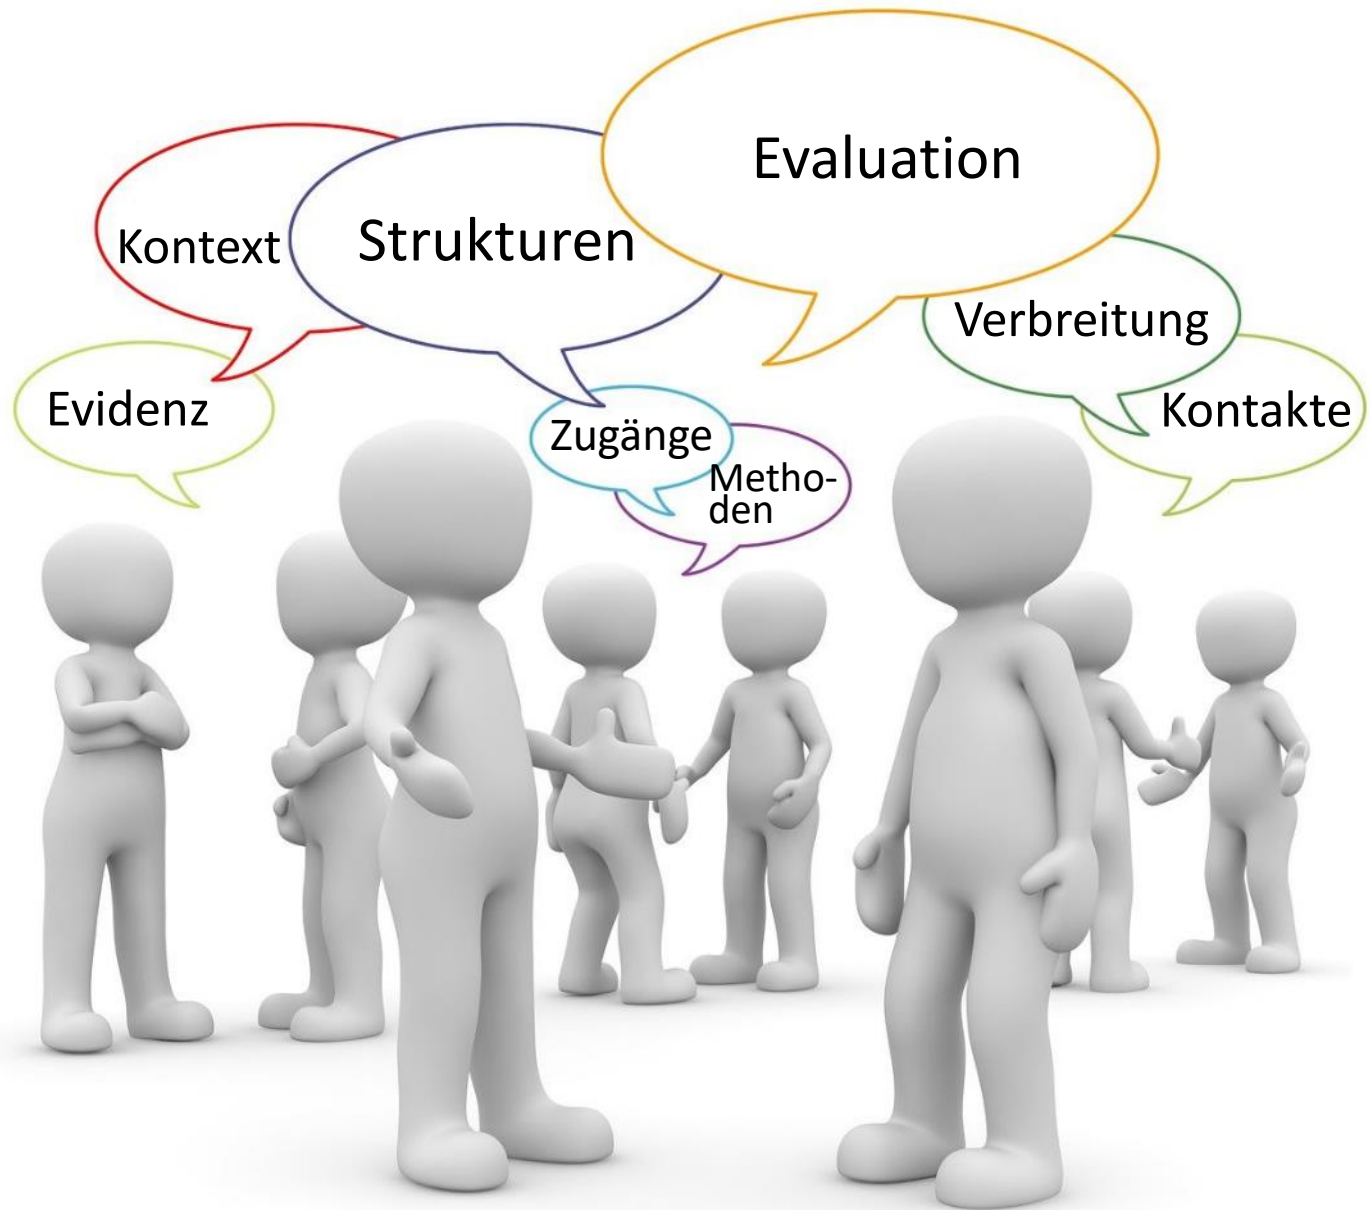 Evaluation
Kontext
Strukturen
Verbreitung
Evidenz
Zugänge
Kontakte
Metho-
den